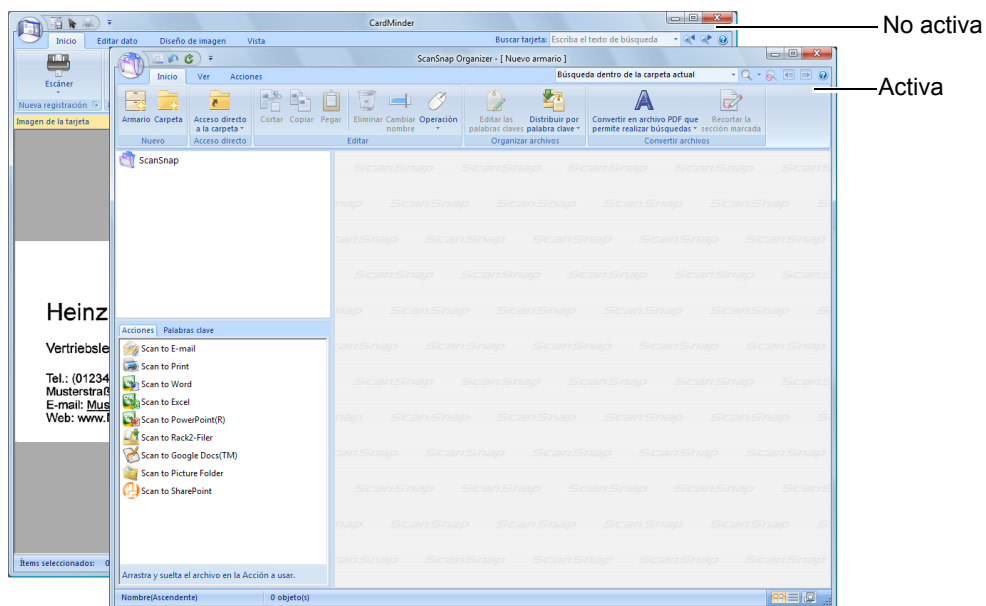 CardMinder
No activa
Inicio Editar dato Diseño de imagen Vista Buscar tarjeta: Escriba el texto de búsqueda
Escáner
Nueva registración
Imagen de la tarjeta
Heinz
Vertriebsle
Tel.: (01234
Musterstraß
E-mail: Mus
Web: www.
Ítems seleccionados: 0
ScanSnap Organizer - [ Nuevo armario ]
Activa
Inicio Ver Acciones Búsqueda dentro de la carpeta actual
Armario Carpeta Acceso directo a la carpeta Cortar Copiar Pegar Eliminar Cambiar nombre Operación Editar las palabras claves Distribuir por palabra clave Convertir en archivo PDF que permite realizar búsquedas Recortar la sección marcada
Nuevo Acceso directo Editar Organizar archivos Convertir archivos
ScanSnap
Acciones Palabras clave
Scan to E-mail
Scan to Print
Scan to Word
Scan to Excel
Scan to PowerPoint(R)
Scan to Rack2-Filer
Scan to Google Docs(TM)
Scan to Picture Folder
Scan to SharePoint
Arrastra y suelta el archivo en la Acción a usar.
Nombre(Ascendente) 0 objeto(s)